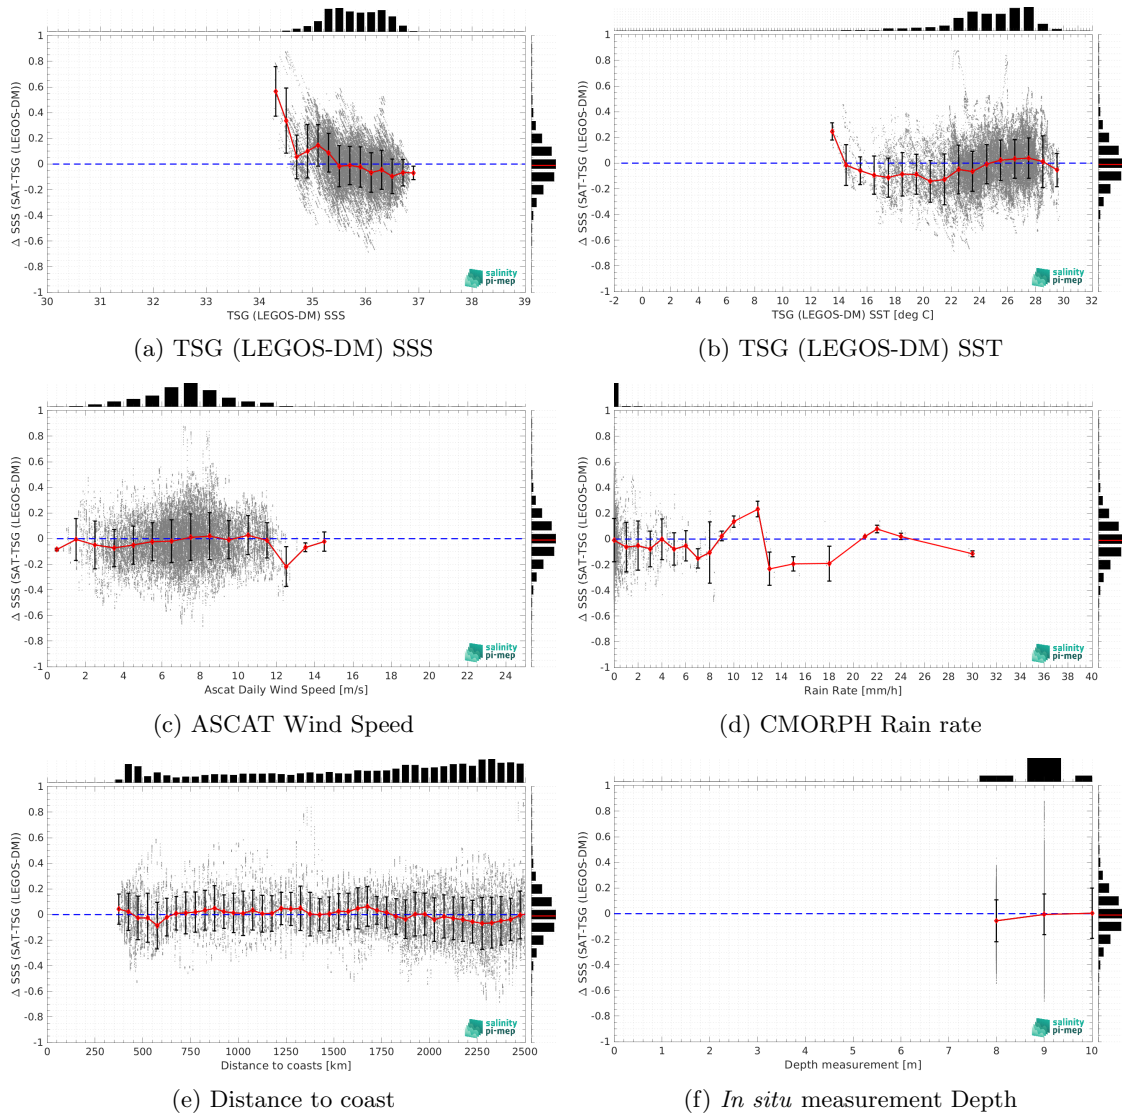 1
0.8
0.6
0.4
0.2
0
-0.2
-0.4
-0.6
-0.8
-1
Δ SSS (SAT-TSG (LEGOS-DM))
30 31 32 33 34 35 36 37 38 39
TSG (LEGOS-DM) SSS
salinity
pi-mep
(a) TSG (LEGOS-DM) SSS
1
0.8
0.6
0.4
0.2
0
-0.2
-0.4
-0.6
-0.8
-1
Δ SSS (SAT-TSG (LEGOS-DM))
-2 0 2 4 6 8 10 12 14 16 18 20 22 24 26 28 30 32
TSG (LEGOS-DM) SST [deg C]
salinity
pi-mep
(b) TSG (LEGOS-DM) SST
1
0.8
0.6
0.4
0.2
0
-0.2
-0.4
-0.6
-0.8
-1
Δ SSS (SAT-TSG (LEGOS-DM))
0 2 4 6 8 10 12 14 16 18 20 22 24
Ascat Daily Wind Speed [m/s]
salinity
pi-mep
(c) ASCAT Wind Speed
1
0.8
0.6
0.4
0.2
0
-0.2
-0.4
-0.6
-0.8
-1
Δ SSS (SAT-TSG (LEGOS-DM))
0 2 4 6 8 10 12 14 16 18 20 22 24 26 28 30 32 34 36 38 40
Rain Rate [mm/h]
salinity
pi-mep
(d) CMORPH Rain rate
1
0.8
0.6
0.4
0.2
0
-0.2
-0.4
-0.6
-0.8
-1
Δ SSS (SAT-TSG (LEGOS-DM))
0 250 500 750 1000 1250 1500 1750 2000 2250 2500
Distance to coasts [km]
salinity
pi-mep
(e) Distance to coast
1
0.8
0.6
0.4
0.2
0
-0.2
-0.4
-0.6
-0.8
-1
Δ SSS (SAT-TSG (LEGOS-DM))
0 1 2 3 4 5 6 7 8 9 10
Depth measurement [m]
salinity
pi-mep
(f) In situ measurement Depth